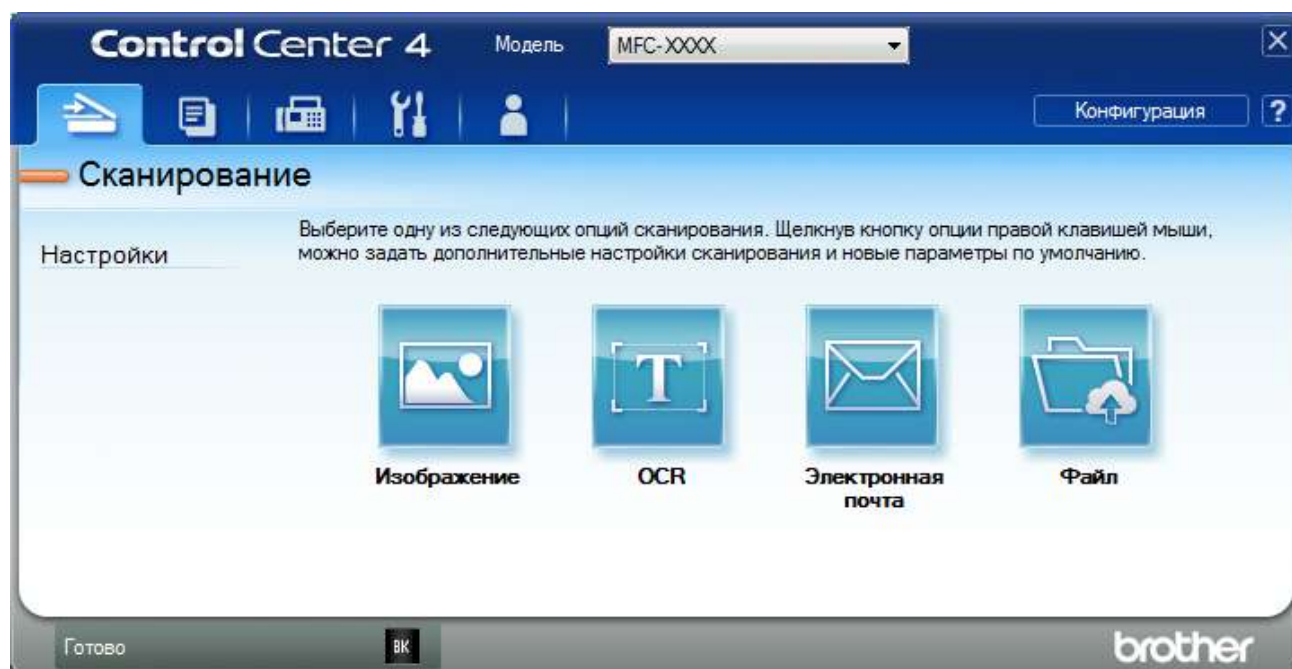 Control Center 4 Модель MFC-XXXX
Конфигурация ?
Сканирование
Настройки
Выберите одну из следующих опций сканирования. Щелкнув кнопку опции правой клавишей мыши,
можно задать дополнительные настройки сканирования и новые параметры по умолчанию.
T
Изображение OCR Электронная Файл
почта
Готово BK brother